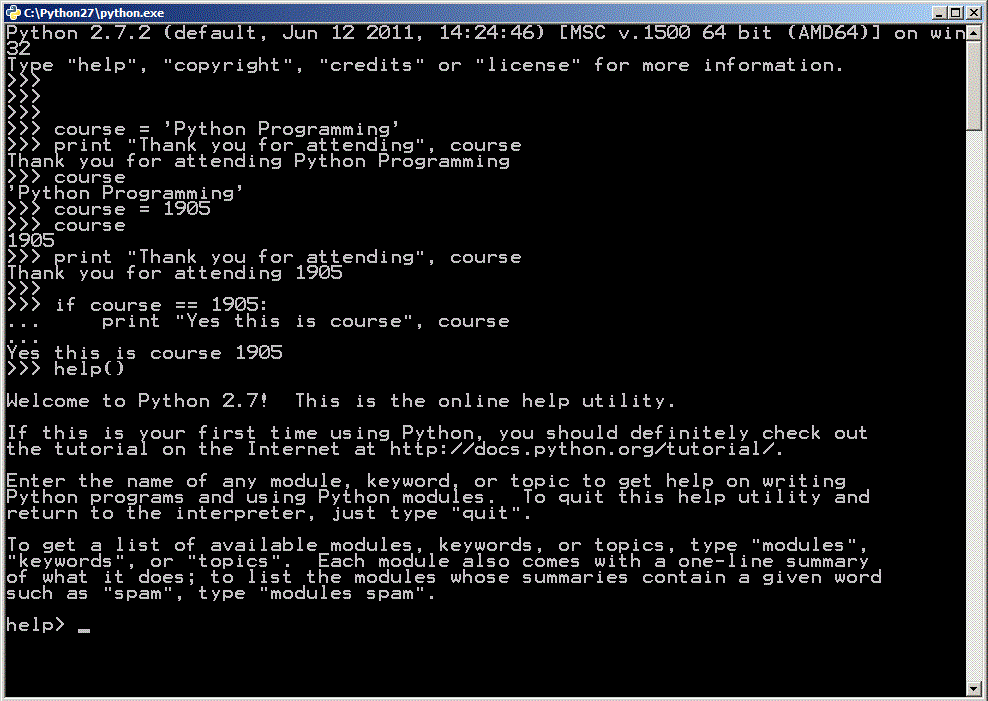 C:\Python27\python.exe
Python 2.7.2 (default, Jun 12 2011, 14:24:46) [MSC v.1500 64 bit (AMD64)] on win
32
Type "help", "copyright", "credits" or "license" for more information.
>>>
>>>
>>>
>>> course = 'Python Programming'
>>> print "Thank you for attending", course
Thank you for attending Python Programming
>>> course
'Python Programming'
>>> course = 1905
>>> course
1905
>>> print "Thank you for attending", course
Thank you for attending 1905
>>>
>>> if course == 1905:
...     print "Yes this is course", course
...
Yes this is course 1905
>>> help()

Welcome to Python 2.7!  This is the online help utility.

If this is your first time using Python, you should definitely check out
the tutorial on the Internet at http://docs.python.org/tutorial/.

Enter the name of any module, keyword, or topic to get help on writing
Python programs and using Python modules.  To quit this help utility and
return to the interpreter, just type "quit".

To get a list of available modules, keywords, or topics, type "modules",
"keywords", or "topics".  Each module also comes with a one-line summary
of what it does; to list the modules whose summaries contain a given word
such as "spam", type "modules spam".

help> _